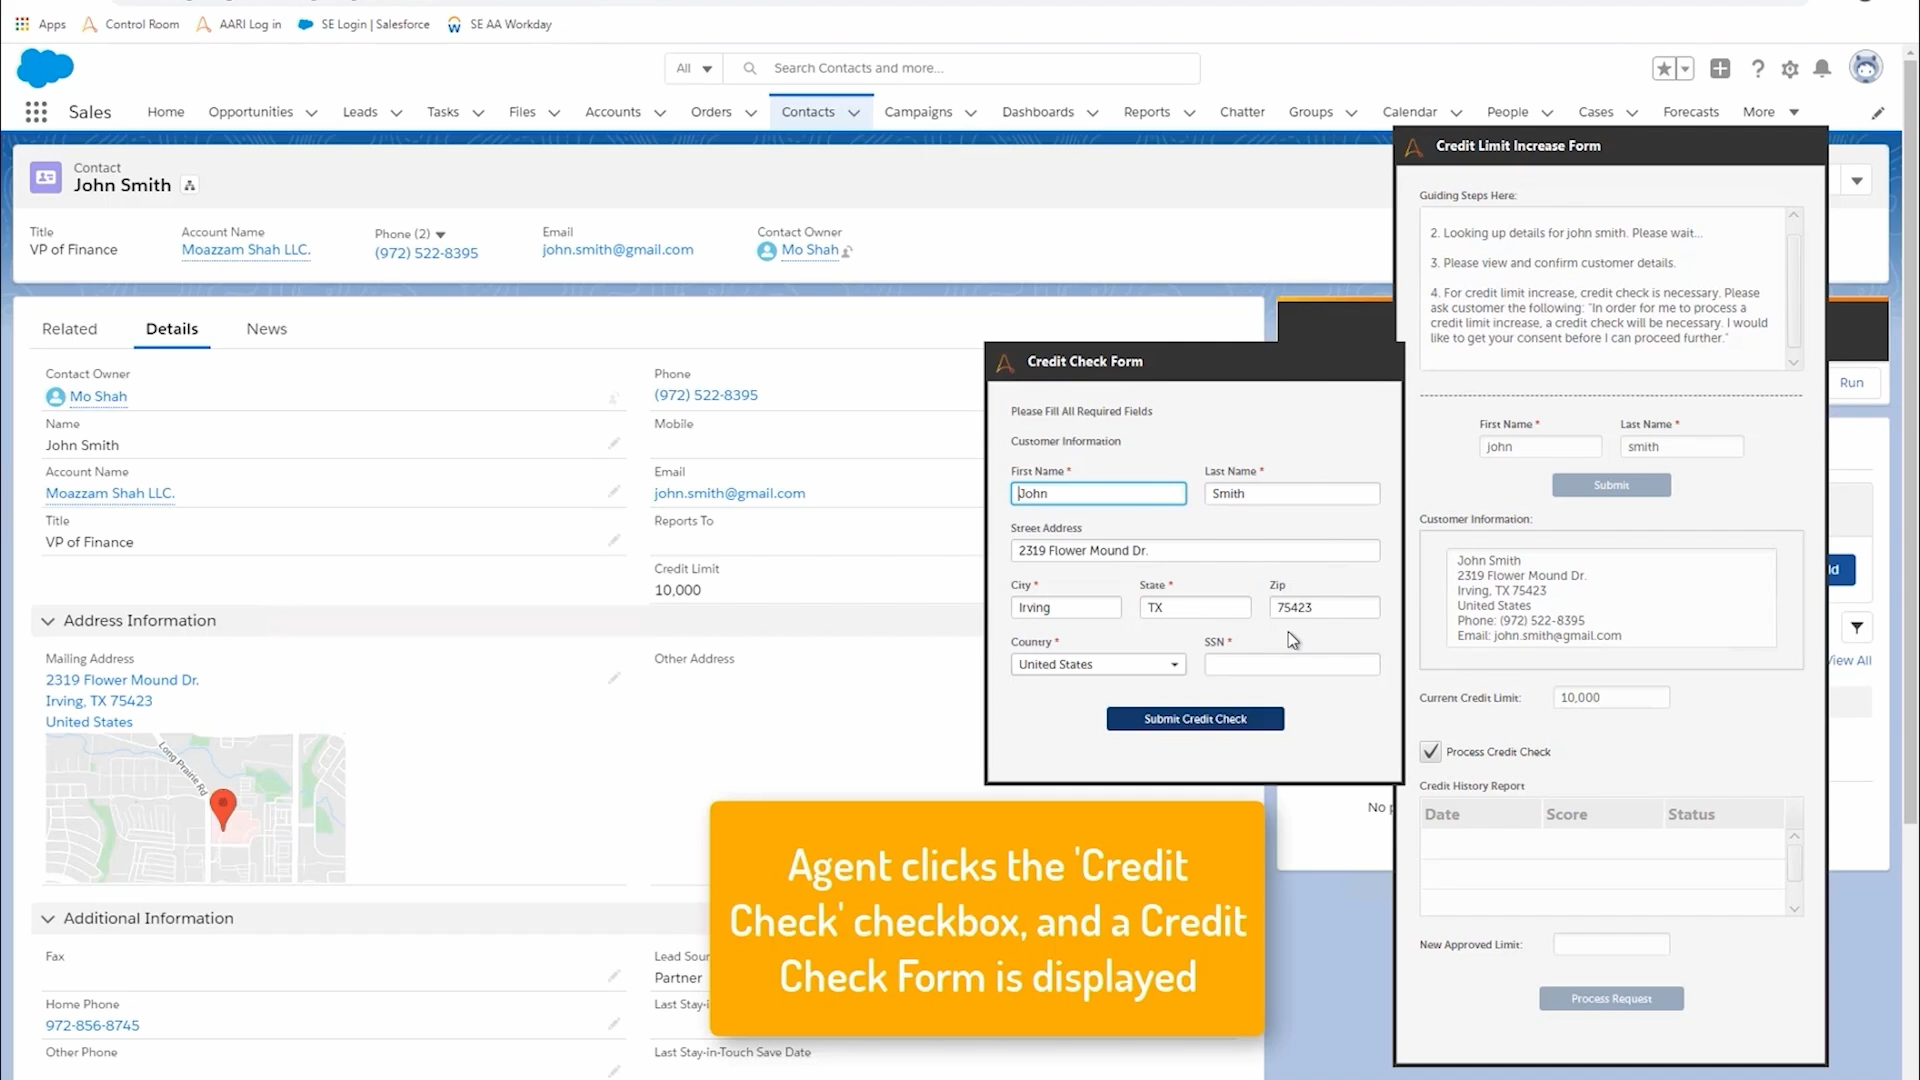 Apps Control Room AARI Log in SE Login | Salesforce SE AA Workday
All Search Contacts and more...
Sales Home Opportunities Leads Tasks Files Accounts Orders Contacts Campaigns Dashboards Reports Chatter Groups Calendar People Cases Forecasts More
Contact
John Smith
Title
VP of Finance
Account Name
Moazzam Shah LLC.
Phone (2)
(972) 522-8395
Email
john.smith@gmail.com
Contact Owner
Mo Shah
Related Details News
Contact Owner
Mo Shah
Name
John Smith
Account Name
Moazzam Shah LLC.
Title
VP of Finance
Phone
(972) 522-8395
Mobile
Email
john.smith@gmail.com
Reports To
Credit Limit
10,000
Address Information
Mailing Address
2319 Flower Mound Dr.
Irving, TX 75423
United States
Other Address
Long Prairie Rd
Additional Information
Fax
Home Phone
972-856-8745
Other Phone
Lead Sour
Partner
Last Stay-i
Last Stay-in-Touch Save Date
Credit Check Form
Please Fill All Required Fields
Customer Information
First Name *
Last Name *
John
Smith
Street Address
2319 Flower Mound Dr.
City *
State *
Zip
Irving
TX
75423
Country *
SSN *
United States
Submit Credit Check
Agent clicks the 'Credit
Check' checkbox, and a Credit
Check Form is displayed
Credit Limit Increase Form
Guiding Steps Here:
2. Looking up details for john smith. Please wait...
3. Please view and confirm customer details.
4. For credit limit increase, credit check is necessary. Please
ask customer the following: "In order for me to process a
credit limit increase, a credit check will be necessary. I would
like to get your consent before I can proceed further."
First Name *
Last Name *
john
smith
Submit
Customer Information:
John Smith
2319 Flower Mound Dr.
Irving, TX 75423
United States
Phone: (972) 522-8395
Email: john.smith@gmail.com
Current Credit Limit: 10,000
Process Credit Check
Credit History Report
Date Score Status
New Approved Limit:
Process Request
Run
ld
View All
No